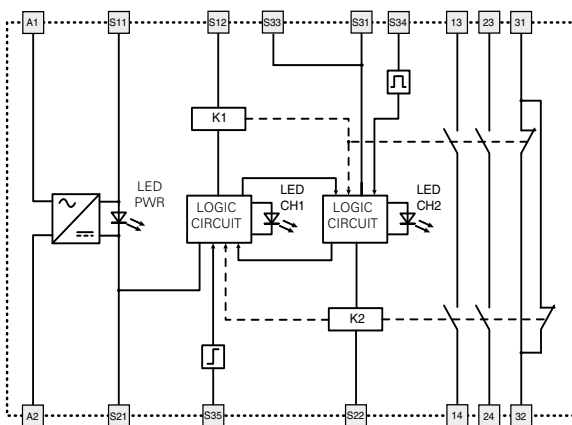 A1 S11 S12 S33 S31 S34 13 23 31
K1
LED
PWR
LOGIC
CIRCUIT
LED
CH1
LOGIC
CIRCUIT
LED
CH2
K2
A2 S21 S35 S22 14 24 32